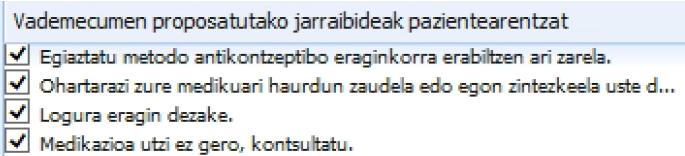 Vademecumen proposatutako jarraibideak pazientearentzat
Egiaztatu metodo antikontzeptibo eraginkorra erabiltzen ari zarela.
Ohartarazi zure medikuari haurdun zaudela edo egon zintezkeela uste d...
Logura eragin dezake.
Medikazioa utzi ez gero, kontsultatu.